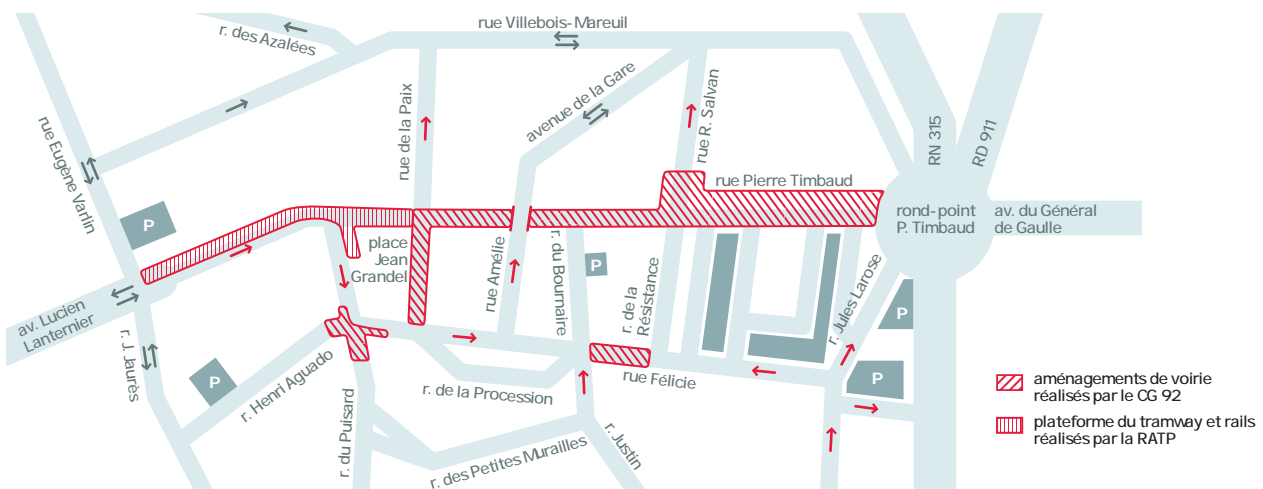 rue Villebois-Mareuil
r. des Azalées
rue Eugène Varlin
rue de la Paix
avenue de la Gare
rue R. Salvan
RN 315
RD 911
rue Pierre Timbaud
rond-point
P. Timbaud
av. du Général
de Gaulle
P
place
Jean
Grandel
rue Amélie
r. du Bournaire
P
r. de la
Résistance
r. Jules Larose
P
av. Lucien
Lanternier
r. J. Jaurès
P
r. Henri Aguado
r. du Puisard
r. de la Procession
rue Félicie
P
r. des Petites Murailles
r. Justin
aménagements de voirie
réalisés par le CG 92
plateforme du tramway et rails
réalisés par la RATP